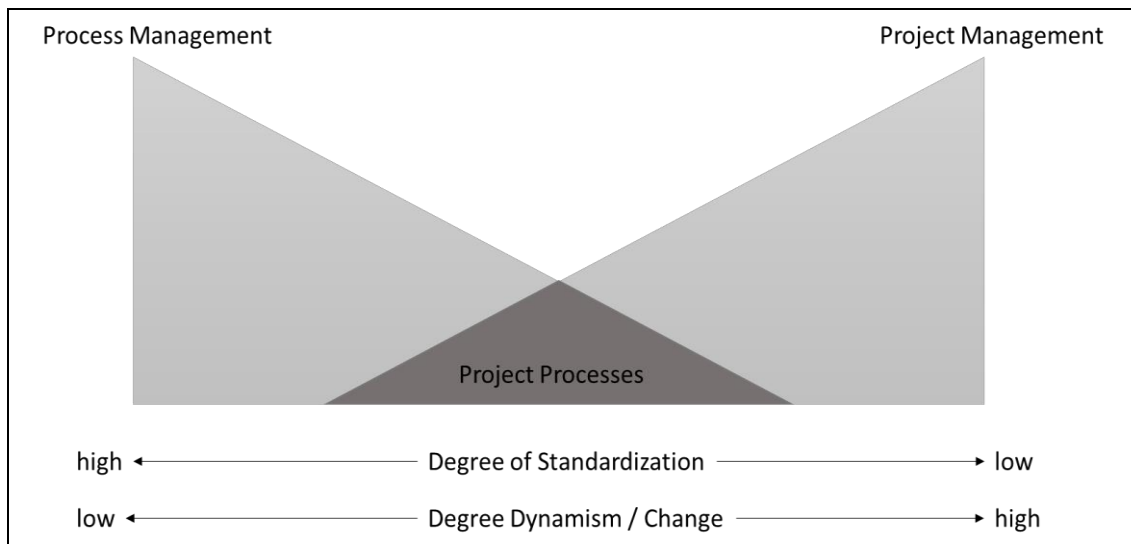 Process Management
Project Management
Project Processes
high
Degree of Standardization
low
low
Degree Dynamism / Change
high